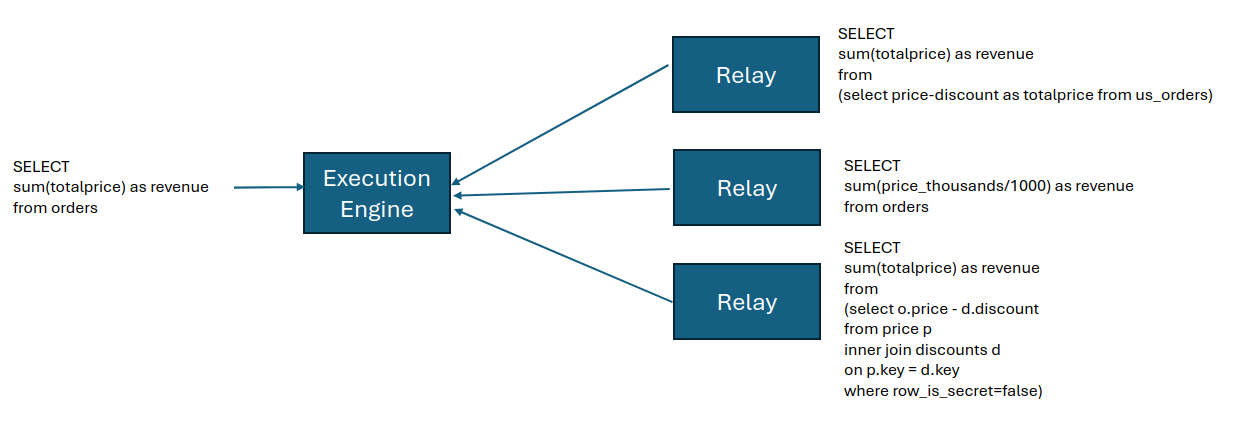 SELECT
sum(totalprice) as revenue
from orders
Execution
Engine
Relay
SELECT
sum(totalprice) as revenue
from
(select price-discount as totalprice from us_orders)
Relay
SELECT
sum(price_thousands/1000) as revenue
from orders
Relay
SELECT
sum(totalprice) as revenue
from
(select o.price - d.discount
from price p
inner join discounts d
on p.key = d.key
where row_is_secret=false)